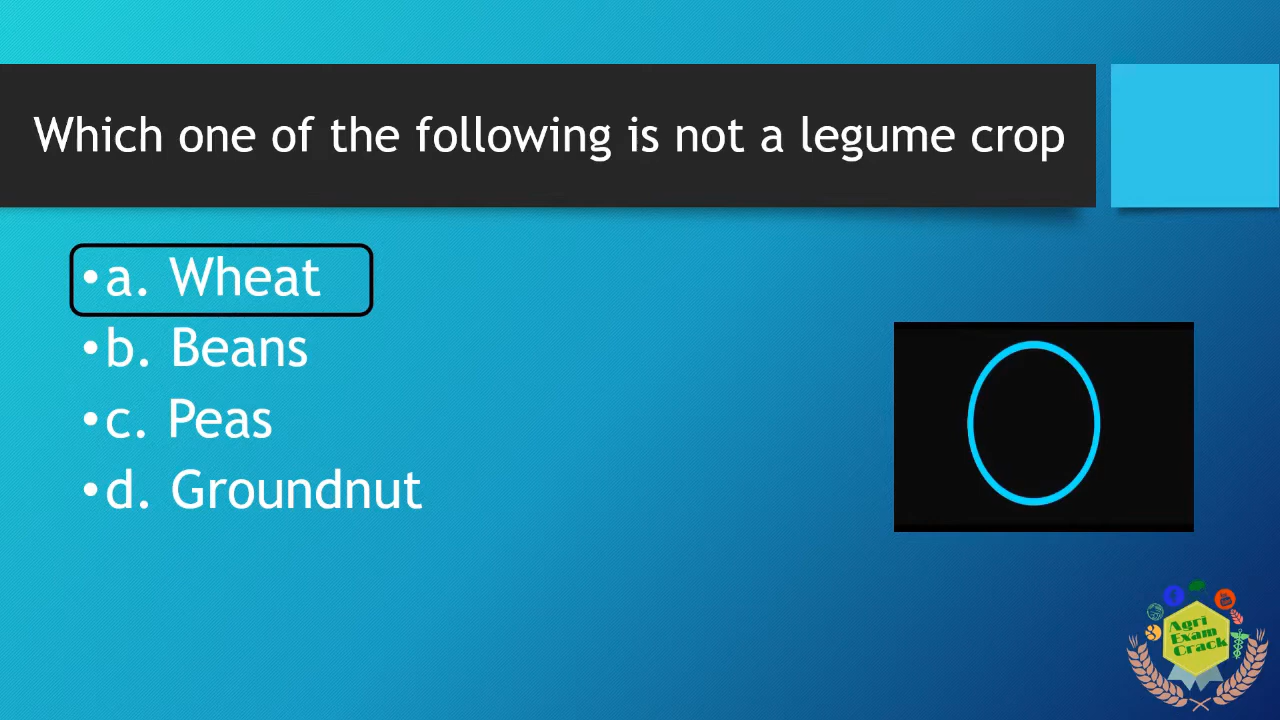 Which one of the following is not a legume crop
•a. Wheat
•b. Beans
•c. Peas
•d. Groundnut
Agri
Exam
Crack